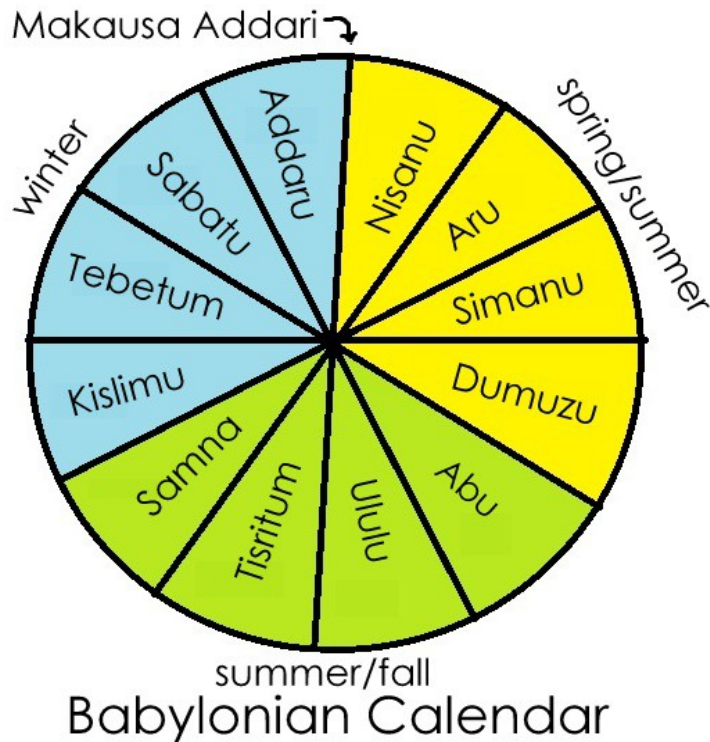 Makausa Addari
Nisanu
Aru
Simanu
Dumuzu
Abu
Ululu
Tisritum
Samna
Kislimu
Tebetum
Sabatu
Addaru
spring/summer
summer/fall
winter
Babylonian Calendar